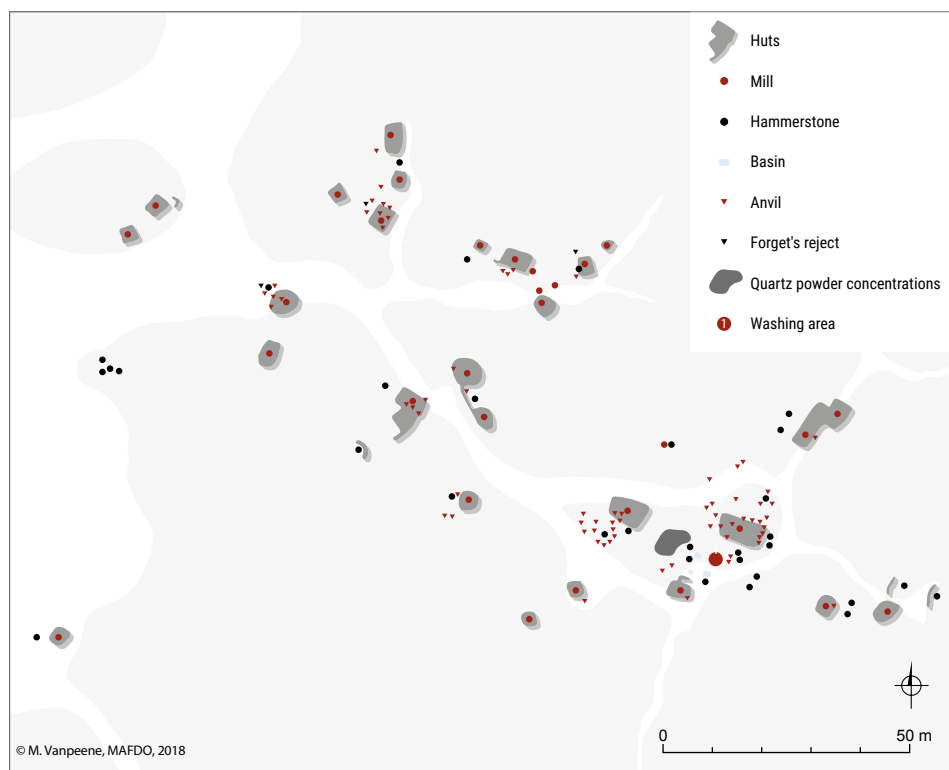 Huts
Mill
Hammerstone
Basin
Anvil
Forget's reject
Quartz powder concentrations
1 Washing area
0 50 m
© M. Vanpeene, MAFDO, 2018